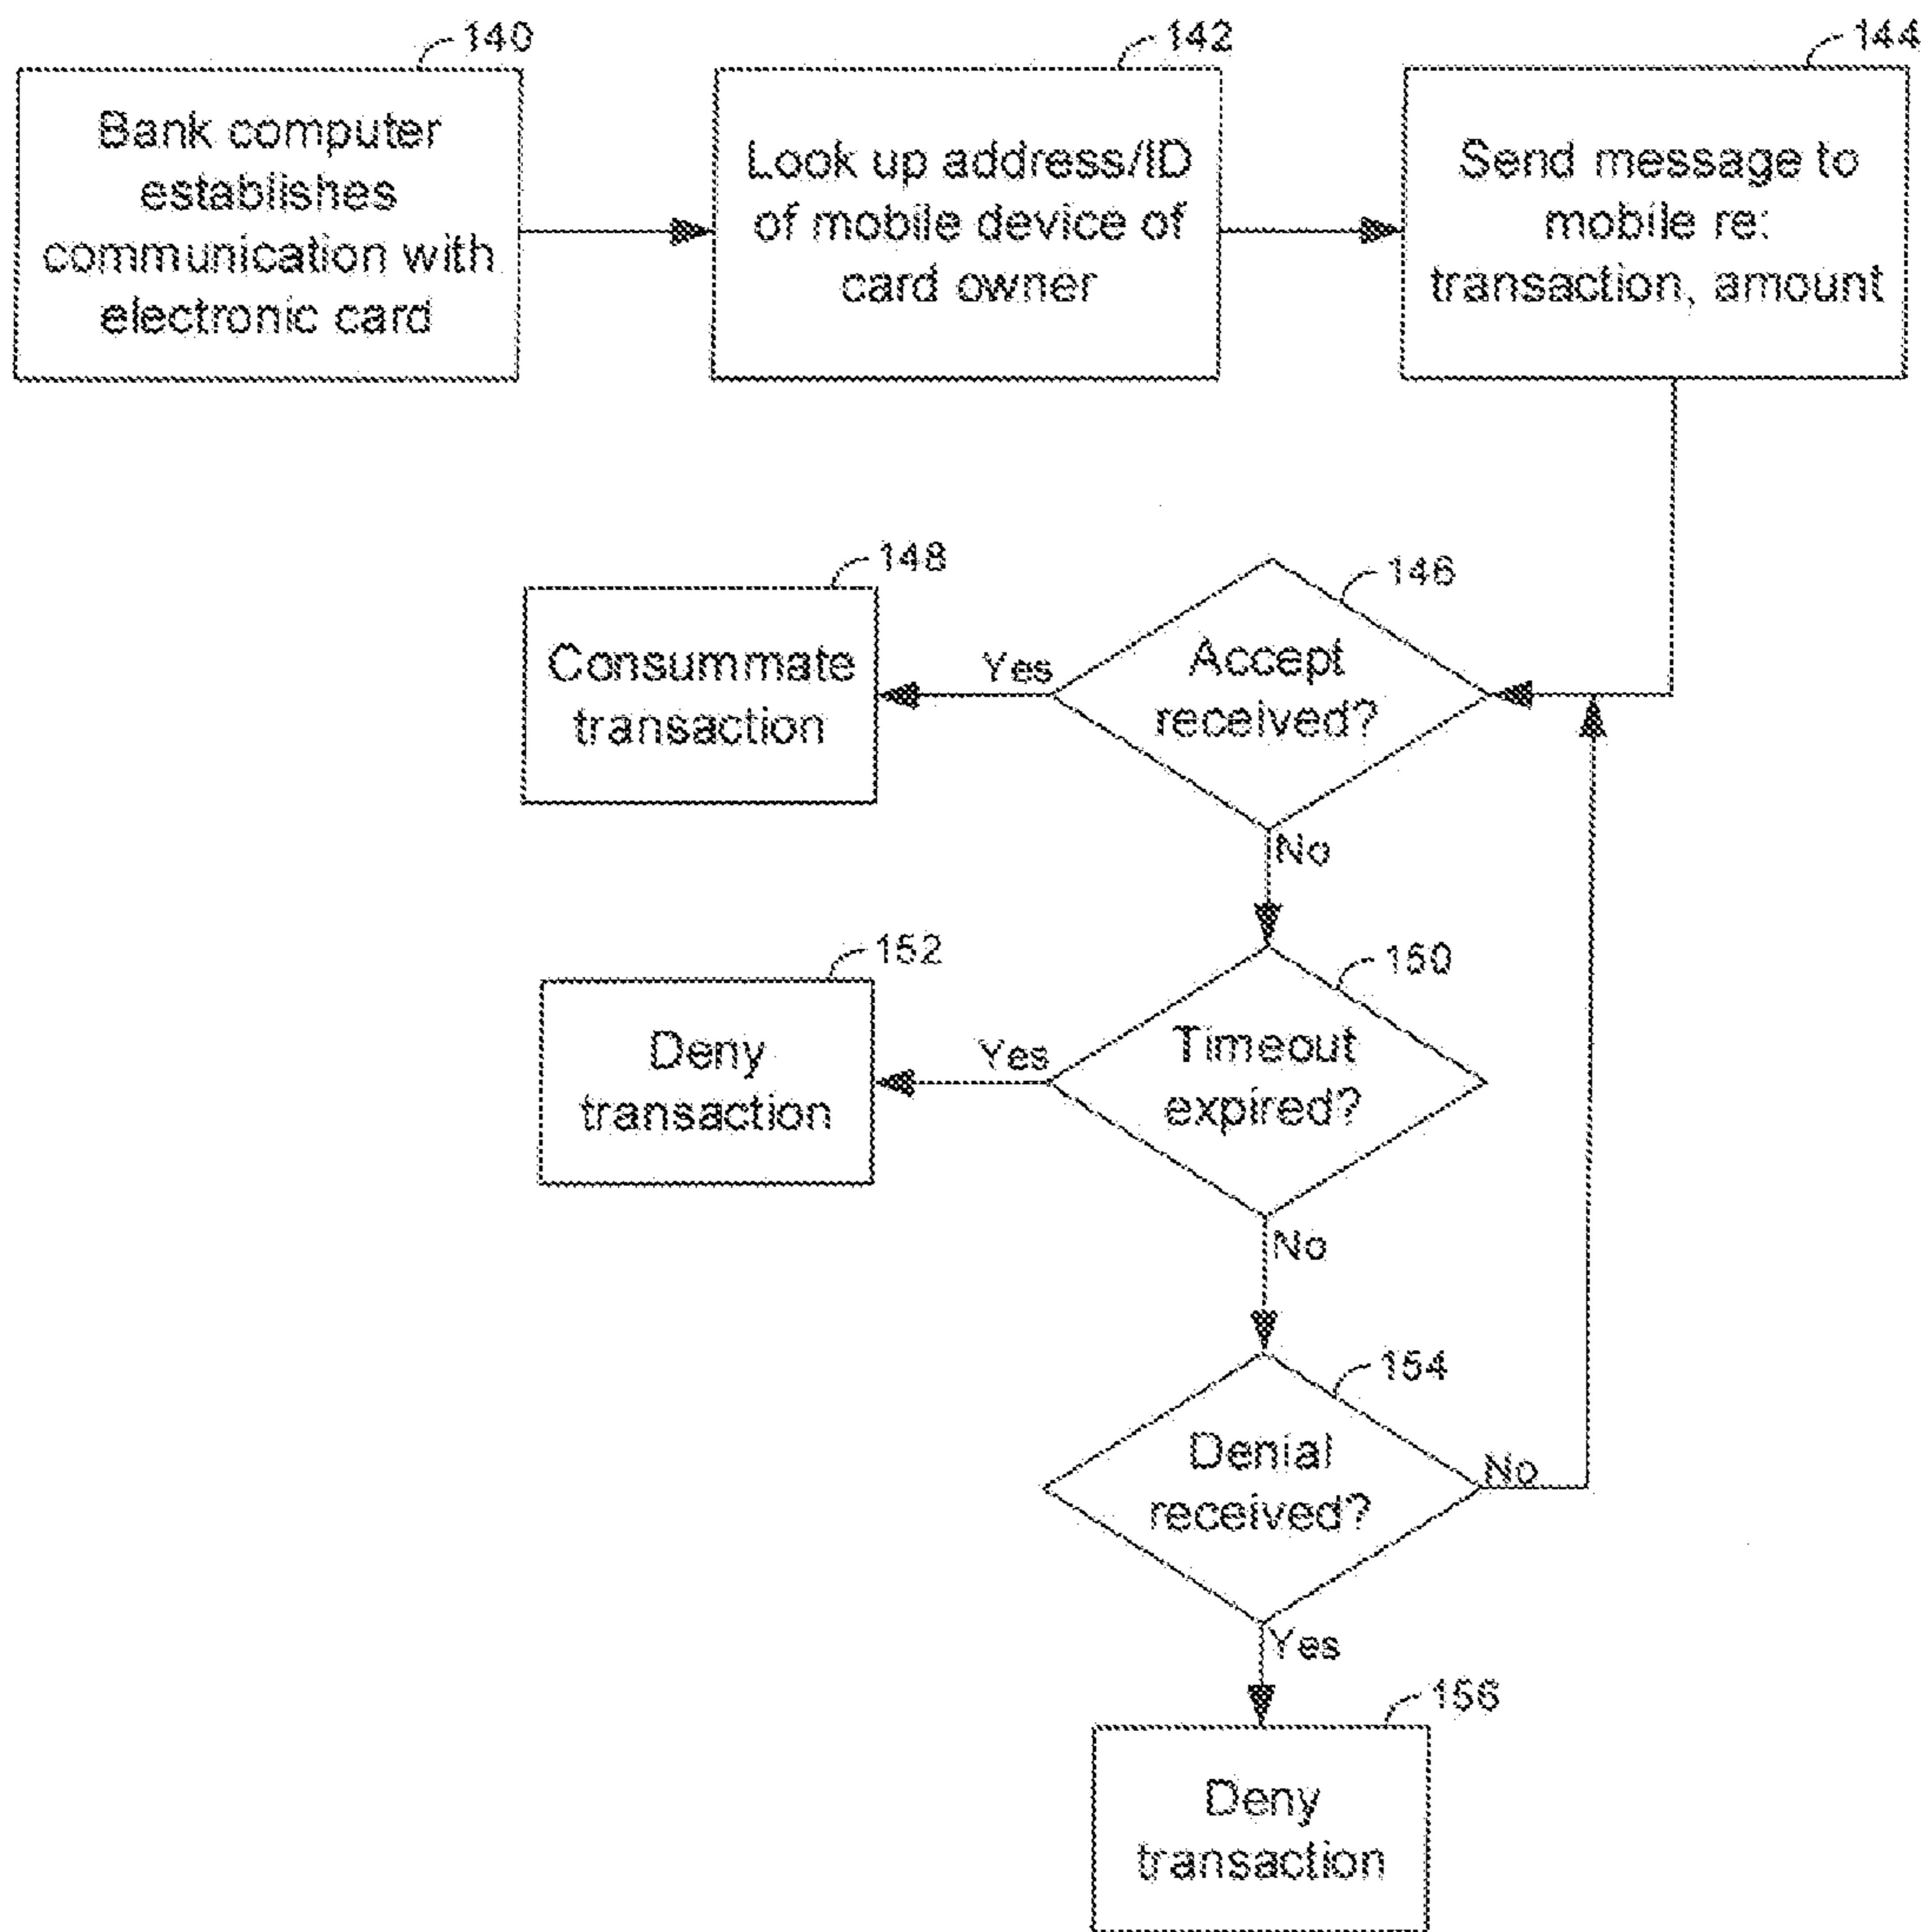 140
Bank computer
establishes
communication with
electronic card
142
Look up address/ID
of mobile device of
card owner
144
Send message to
mobile re:
transaction, amount
146
Accept
received?
Yes
148
Consummate
transaction
No
150
Timeout
expired?
Yes
152
Deny
transaction
No
154
Denial
received?
No
Yes
156
Deny
transaction